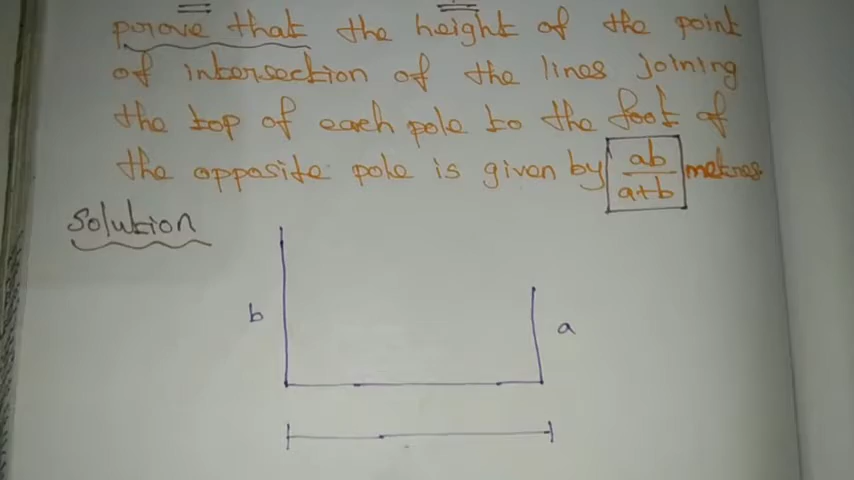 prove that the height of the point
of intersection of the lines joining
the top of each pole to the foot of
the opposite pole is given by ab/a+b metres.
Solution
b
a